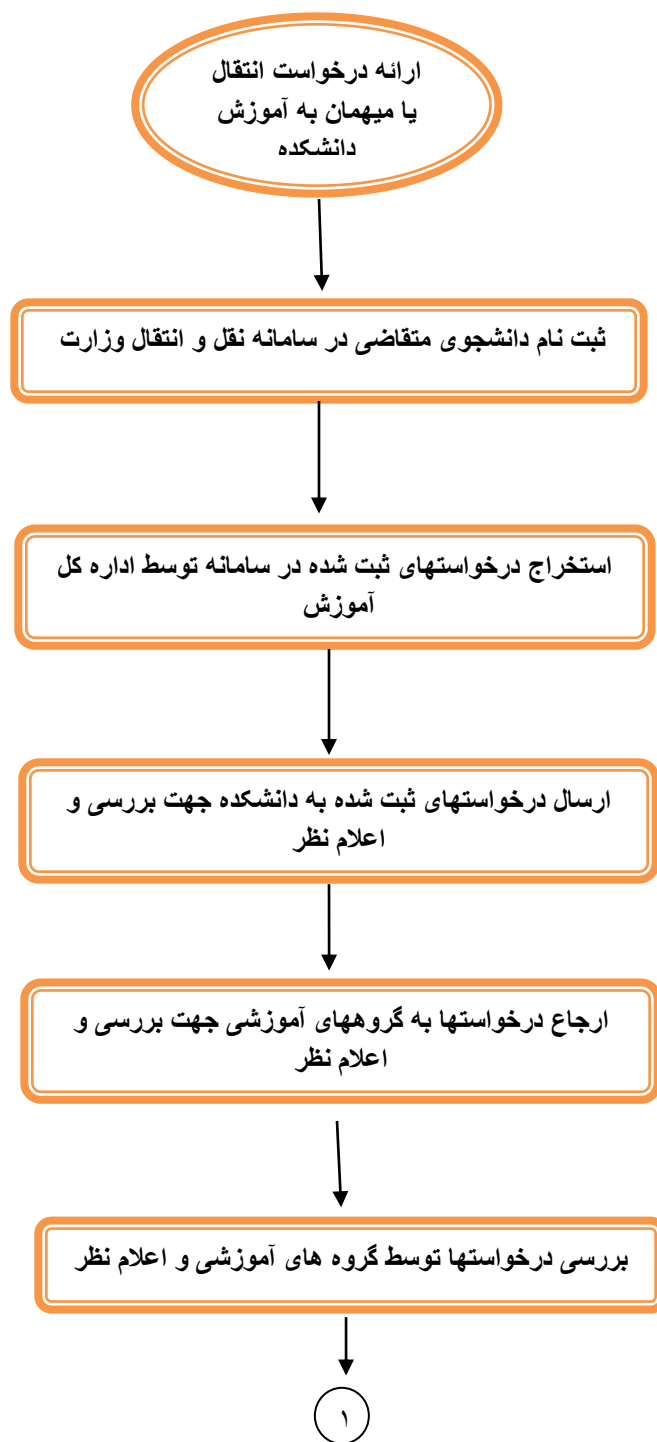 ارائه درخواست انتقال
یا میهمان به آموزش
دانشکده
ثبت نام دانشجوی متقاضی در سامانه نقل و انتقال وزارت
استخراج درخواستهای ثبت شده در سامانه توسط اداره کل
آموزش
ارسال درخواستهای ثبت شده به دانشکده جهت بررسی و
اعلام نظر
ارجاع درخواستها به گروههای آموزشی جهت بررسی و
اعلام نظر
بررسی درخواستها توسط گروه های آموزشی و اعلام نظر
۱